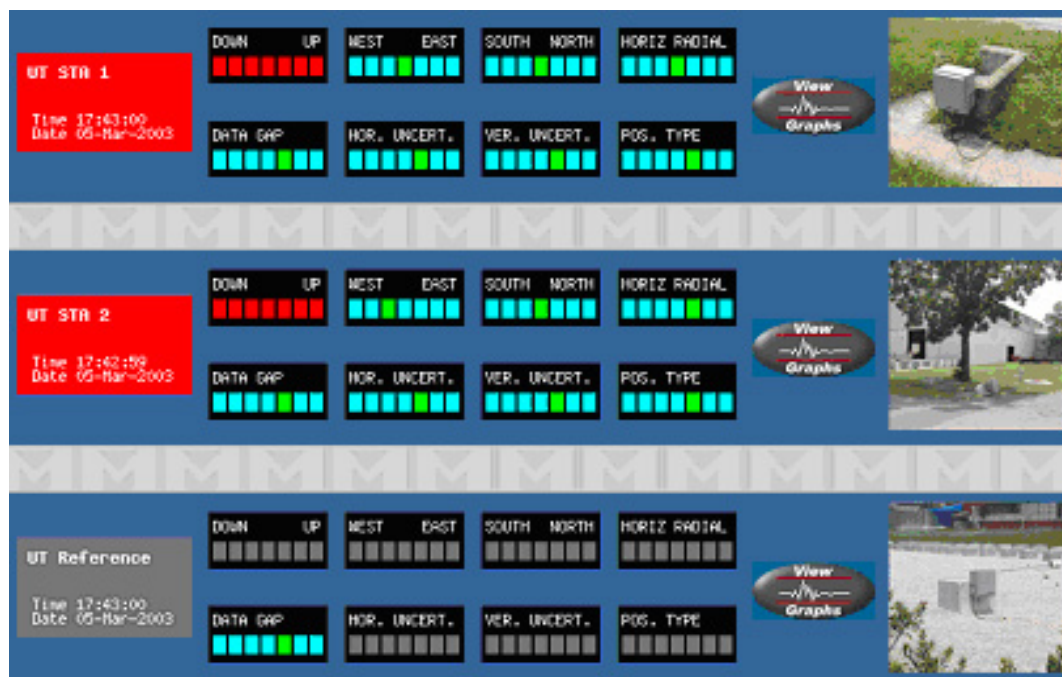 UT STA 1
Time 17:43:00
Date 05-Mar-2003
DOWN UP
WEST EAST
SOUTH NORTH
HORIZ RADIAL
DATA GAP
HOR. UNCERT.
VER. UNCERT.
POS. TYPE
View
Graphs
UT STA 2
Time 17:42:59
Date 05-Mar-2003
DOWN UP
WEST EAST
SOUTH NORTH
HORIZ RADIAL
DATA GAP
HOR. UNCERT.
VER. UNCERT.
POS. TYPE
View
Graphs
UT Reference
Time 17:43:00
Date 05-Mar-2003
DOWN UP
WEST EAST
SOUTH NORTH
HORIZ RADIAL
DATA GAP
HOR. UNCERT.
VER. UNCERT.
POS. TYPE
View
Graphs